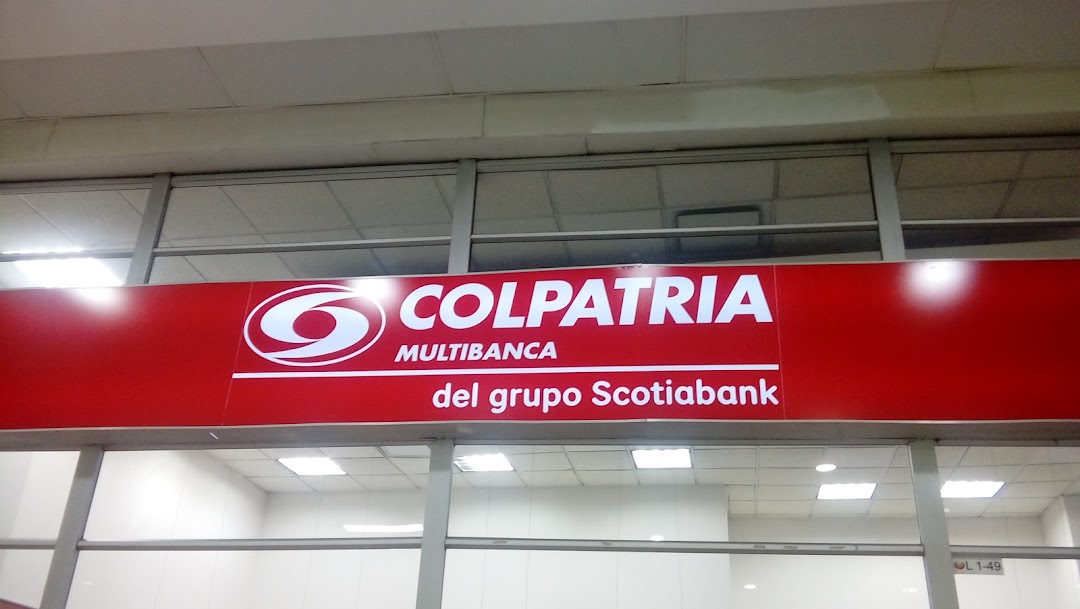 COLPATRIA
MULTIBANCA
del grupo Scotiabank
L 1-49